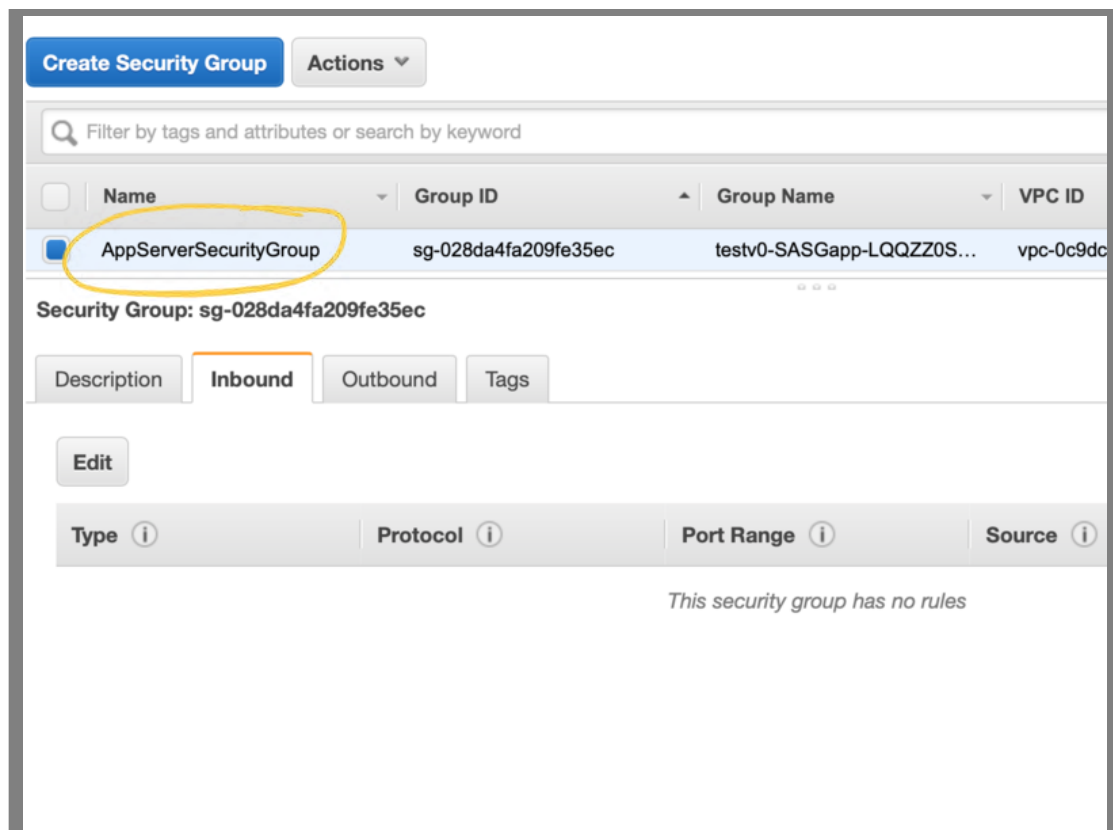 Create Security Group Actions
Filter by tags and attributes or search by keyword
Name Group ID Group Name VPC ID
AppServerSecurityGroup sg-028da4fa209fe35ec testv0-SASGapp-LQQZZ0S... vpc-0c9dc
Security Group: sg-028da4fa209fe35ec
Description Inbound Outbound Tags
Edit
Type i Protocol i Port Range i Source i
This security group has no rules